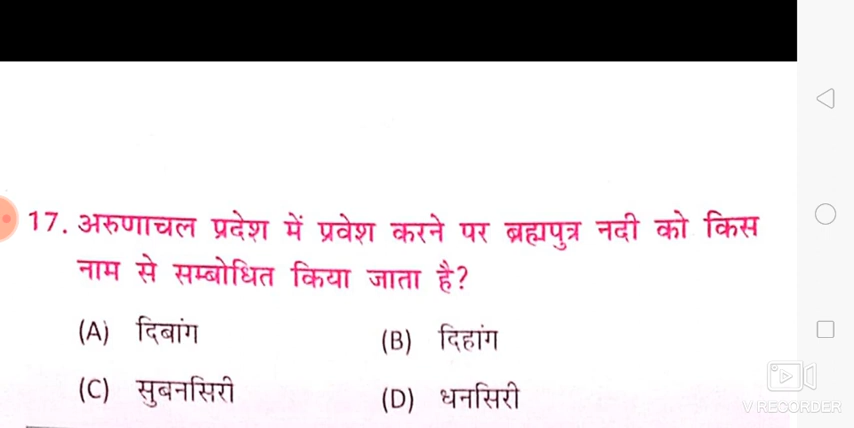 17. अरुणाचल प्रदेश में प्रवेश करने पर ब्रह्मपुत्र नदी को किस
नाम से सम्बोधित किया जाता है?
(A) दिबांग
(B) दिहांग
(C) सुबनसिरी
(D) धनसिरी
V RECORDER